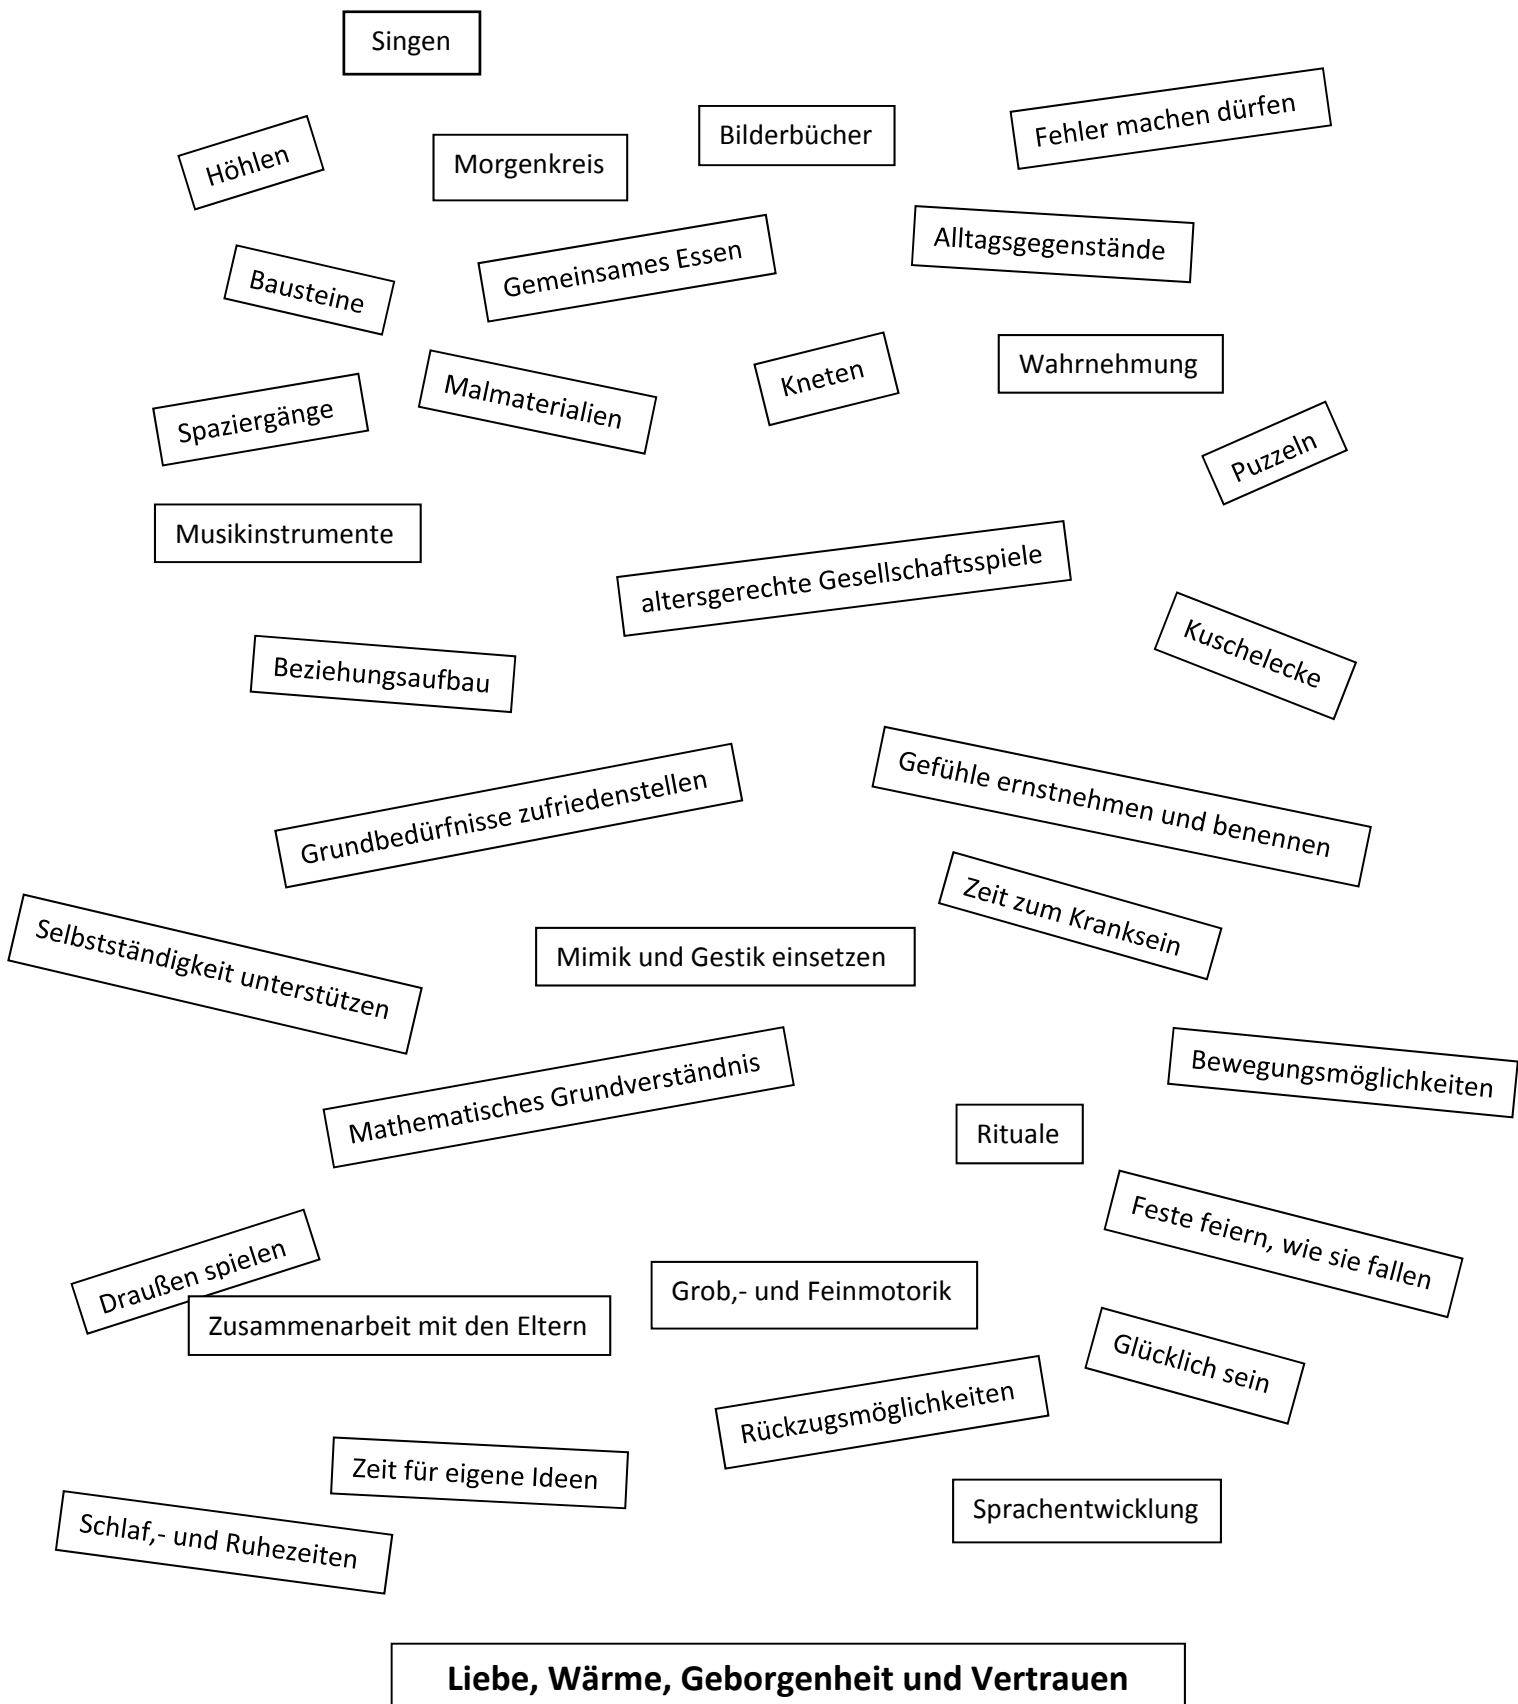 Singen
Höhlen
Morgenkreis
Bilderbücher
Fehler machen dürfen
Bausteine
Gemeinsames Essen
Alltagsgegenstände
Spaziergänge
Malmaterialien
Kneten
Wahrnehmung
Puzzeln
Musikinstrumente
altersgerechte Gesellschaftsspiele
Kuschelecke
Beziehungsaufbau
Grundbedürfnisse zufriedenstellen
Gefühle ernstnehmen und benennen
Zeit zum Kranksein
Selbstständigkeit unterstützen
Mimik und Gestik einsetzen
Mathematisches Grundverständnis
Bewegungsmöglichkeiten
Rituale
Feste feiern, wie sie fallen
Draußen spielen
Zusammenarbeit mit den Eltern
Grob,- und Feinmotorik
Glücklich sein
Rückzugsmöglichkeiten
Zeit für eigene Ideen
Sprachentwicklung
Schlaf,- und Ruhezeiten
Liebe, Wärme, Geborgenheit und Vertrauen